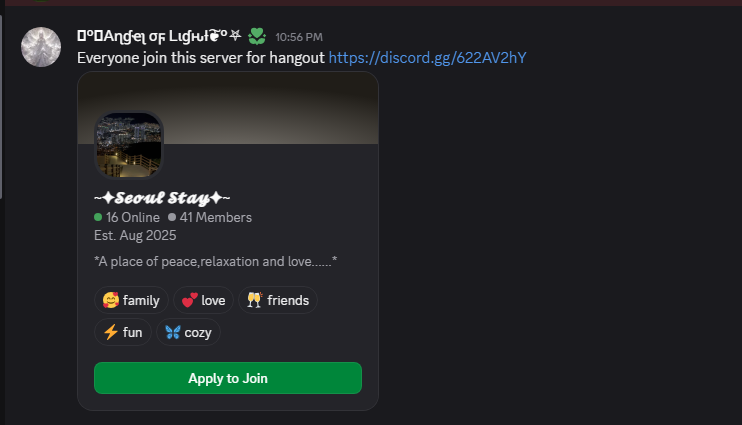 Aɳɠҽʅ σϝ Lιɠԋƚ 10:56 PM
Everyone join this server for hangout https://discord.gg/622AV2hY
~✦𝓢𝓮𝓸𝓾𝓵 𝓢𝓽𝓪𝔂✦~
16 Online 41 Members
Est. Aug 2025
*A place of peace,relaxation and love......*
🥰 family 💕 love 🥂 friends
⚡ fun 🦋 cozy
Apply to Join